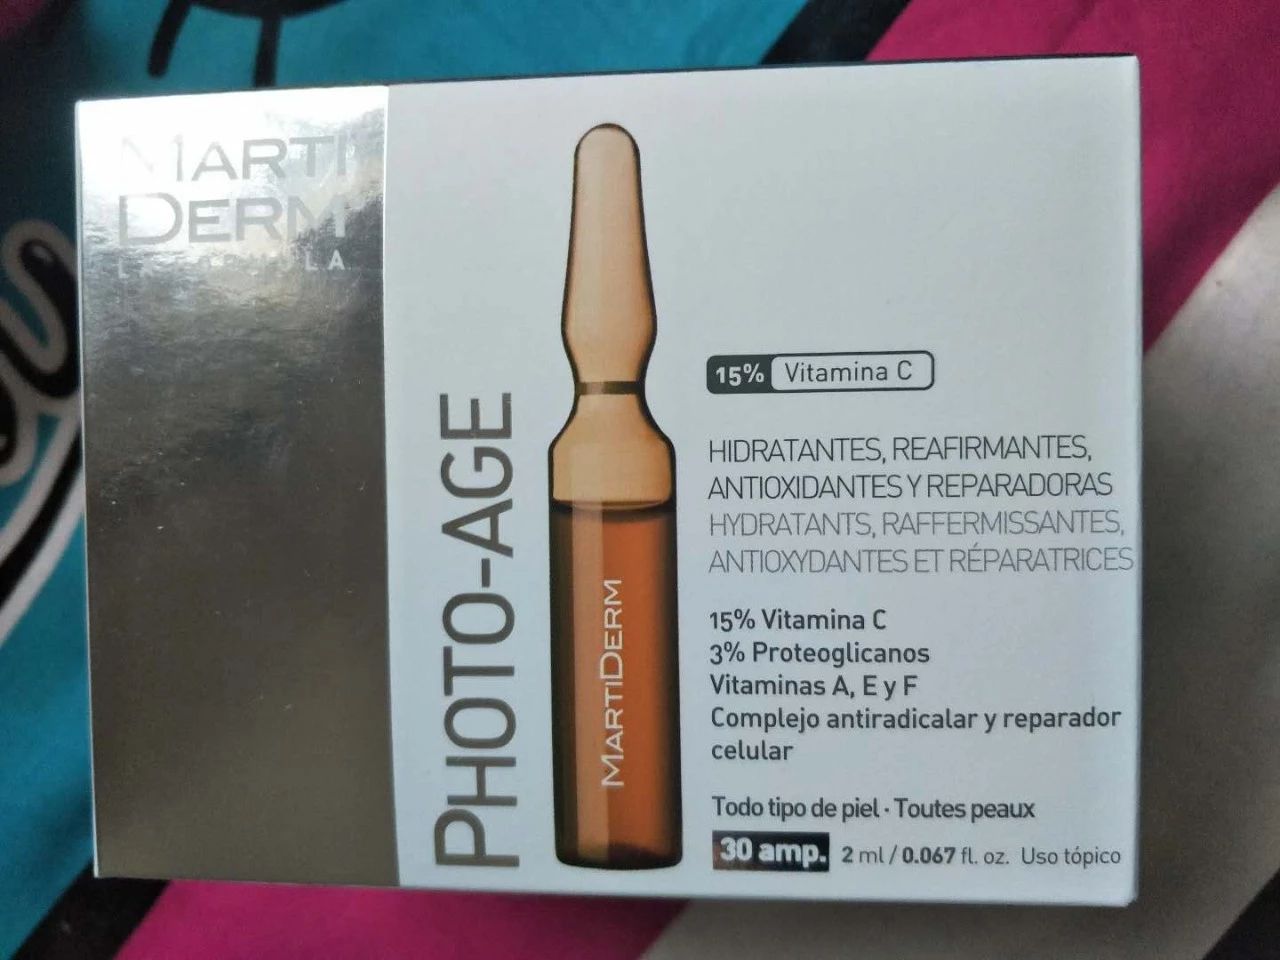 MARTI
DERM
PHOTO-AGE
MARTIDERM
15% Vitamina C
HIDRATANTES, REAFIRMANTES,
ANTIOXIDANTES Y REPARADORAS
HYDRATANTS, RAFFERMISSANTES,
ANTIOXYDANTES ET RÉPARATRICES
15% Vitamina C
3% Proteoglicanos
Vitaminas A, E y F
Complejo antiradicalar y reparador
celular
Todo tipo de piel · Toutes peaux
30 amp. 2 ml / 0.067 fl. oz. Uso tópico